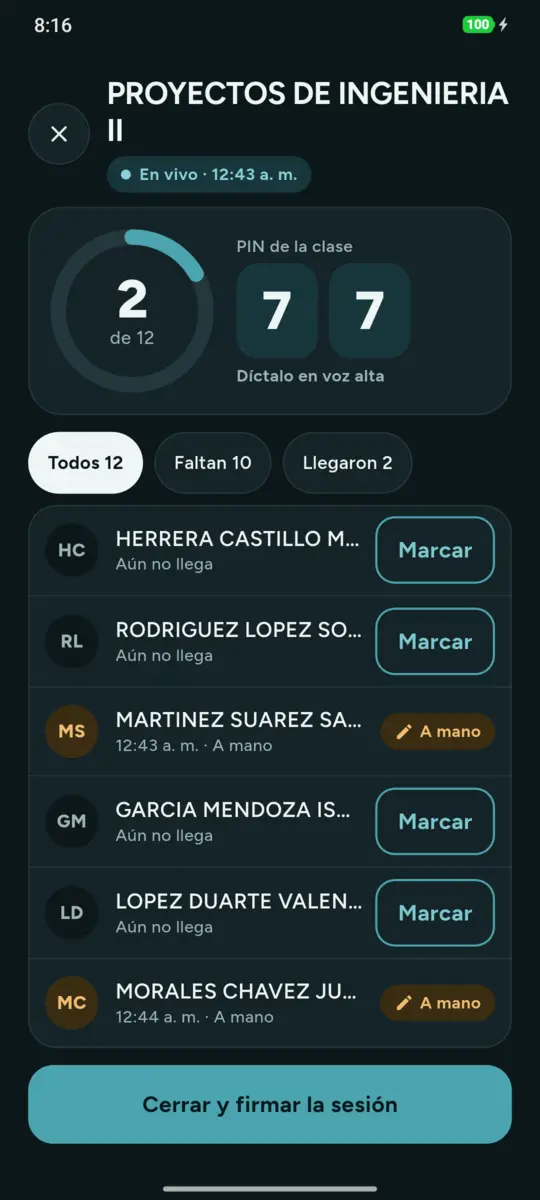 8:16
100
PROYECTOS DE INGENIERIA
II
En vivo · 12:43 a. m.
2
de 12
PIN de la clase
7 7
Díctalo en voz alta
Todos 12
Faltan 10
Llegaron 2
HC
HERRERA CASTILLO M...
Aún no llega
Marcar
RL
RODRIGUEZ LOPEZ SO...
Aún no llega
Marcar
MS
MARTINEZ SUAREZ SA...
12:43 a. m. · A mano
A mano
GM
GARCIA MENDOZA IS...
Aún no llega
Marcar
LD
LOPEZ DUARTE VALEN...
Aún no llega
Marcar
MC
MORALES CHAVEZ JU...
12:44 a. m. · A mano
A mano
Cerrar y firmar la sesión